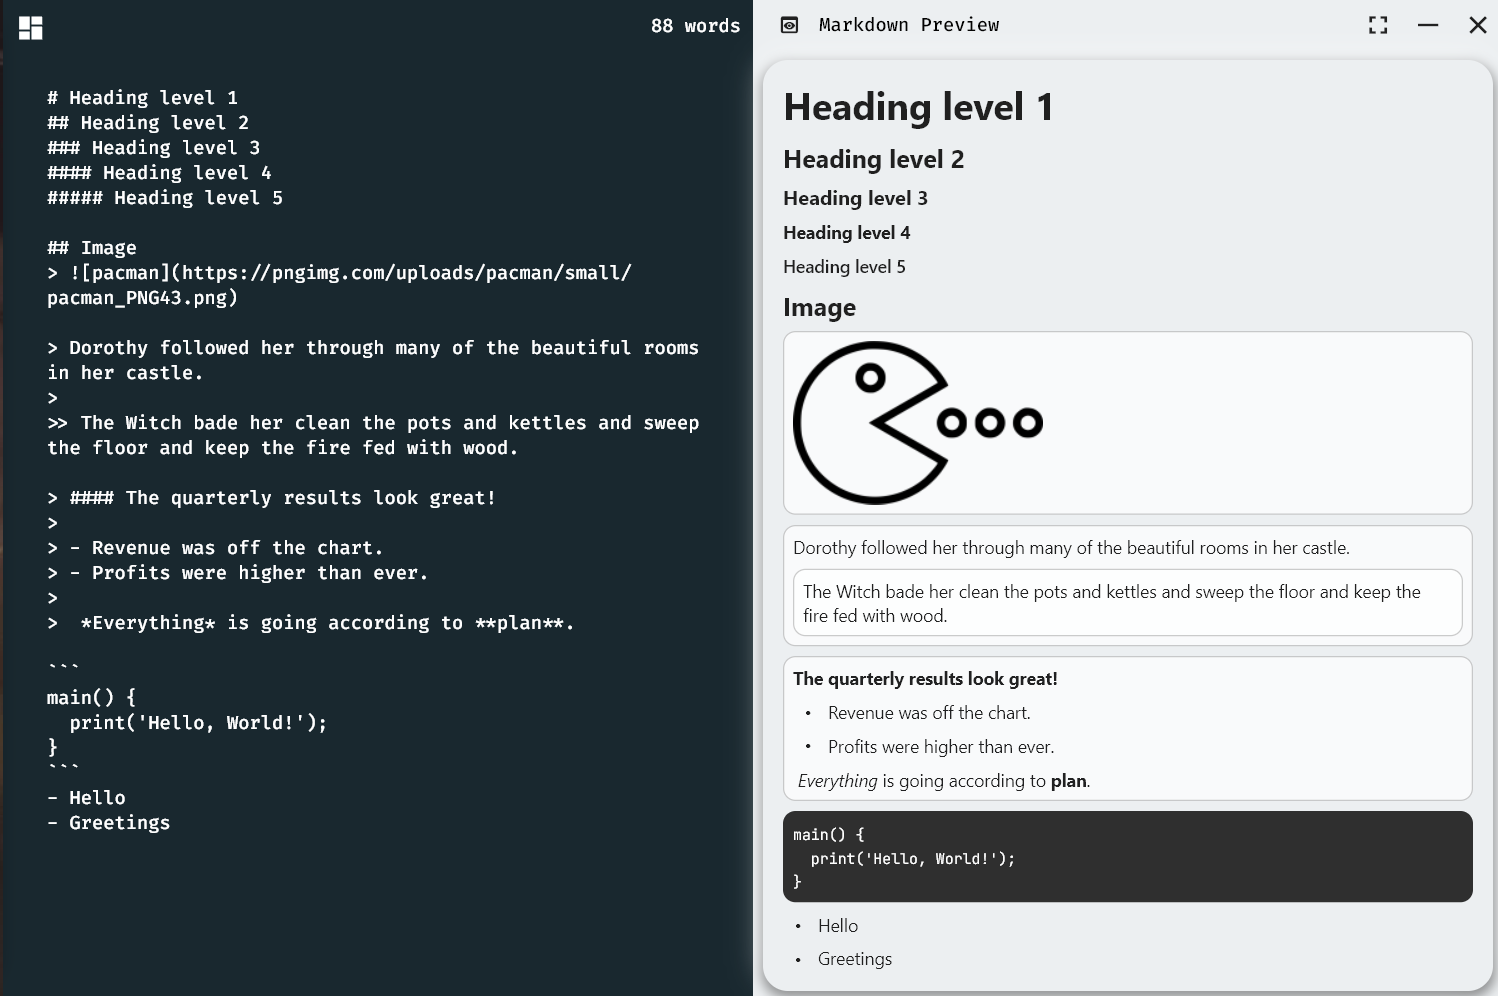 88 words
# Heading level 1
## Heading level 2
### Heading level 3
#### Heading level 4
##### Heading level 5
## Image
> ![pacman](https://pngimg.com/uploads/pacman/small/
pacman_PNG43.png)
> Dorothy followed her through many of the beautiful rooms
in her castle.
>
>> The Witch bade her clean the pots and kettles and sweep
the floor and keep the fire fed with wood.
> #### The quarterly results look great!
>
> - Revenue was off the chart.
> - Profits were higher than ever.
>
>  *Everything* is going according to **plan**.
```
main() {
  print('Hello, World!');
}
```
- Hello
- Greetings
Markdown Preview
Heading level 1
Heading level 2
Heading level 3
Heading level 4
Heading level 5
Image
Dorothy followed her through many of the beautiful rooms in her castle.
The Witch bade her clean the pots and kettles and sweep the floor and keep the
fire fed with wood.
The quarterly results look great!
• Revenue was off the chart.
• Profits were higher than ever.
Everything is going according to plan.
main() {
  print('Hello, World!');
}
• Hello
• Greetings